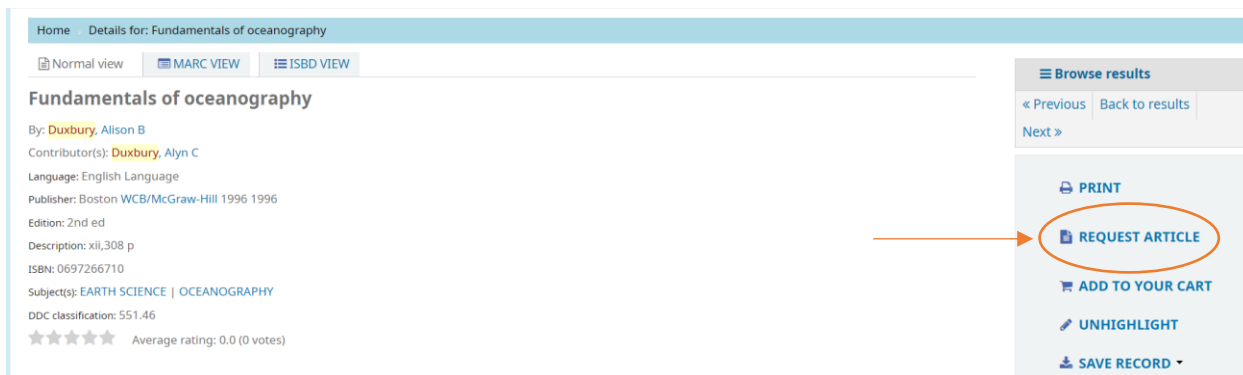 Home Details for: Fundamentals of oceanography
Normal view MARC VIEW ISBD VIEW
Fundamentals of oceanography
By: Duxbury, Alison B
Contributor(s): Duxbury, Alyn C
Language: English Language
Publisher: Boston WCB/McGraw-Hill 1996 1996
Edition: 2nd ed
Description: xii,308 p
ISBN: 0697266710
Subject(s): EARTH SCIENCE | OCEANOGRAPHY
DDC classification: 551.46
Average rating: 0.0 (0 votes)
Browse results
« Previous Back to results
Next »
PRINT
REQUEST ARTICLE
ADD TO YOUR CART
UNHIGHLIGHT
SAVE RECORD